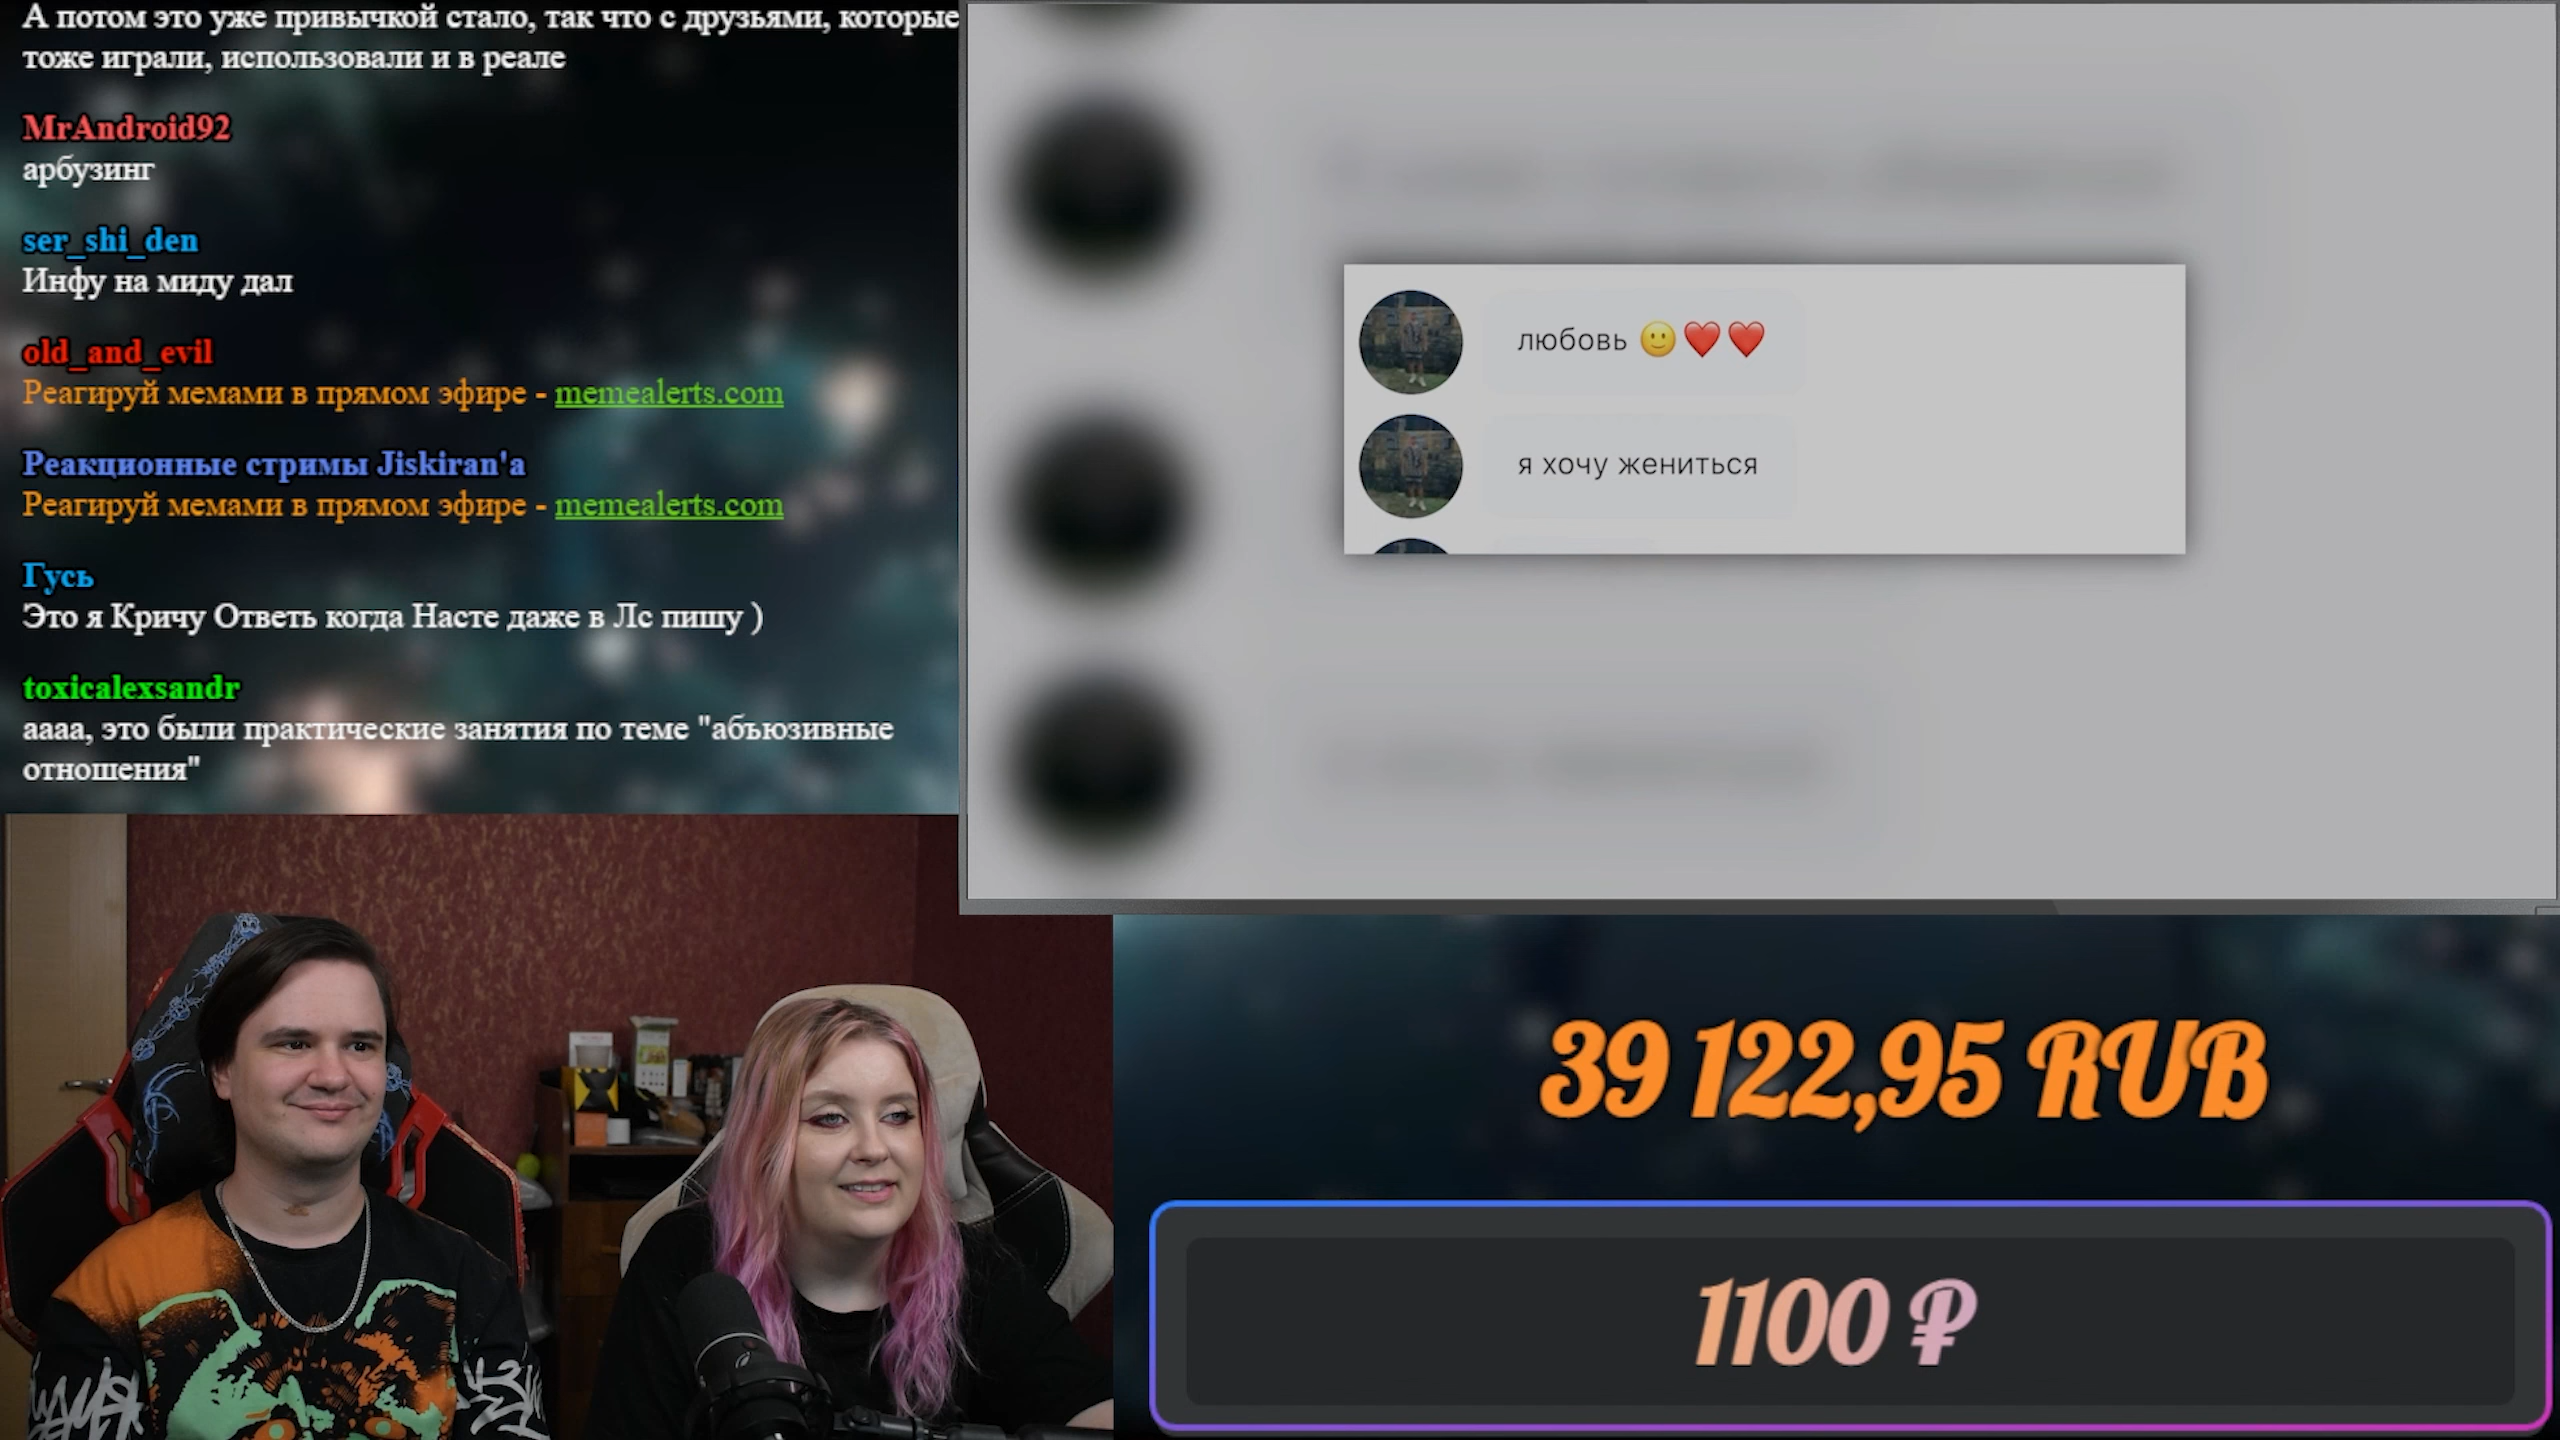 А потом это уже привычкой стало, так что с друзьями, которые
тоже играли, использовали и в реале
MrAndroid92
арбузинг
ser_shi_den
Инфу на миду дал
old_and_evil
Реагируй мемами в прямом эфире - memealerts.com
Реакционные стримы Jiskiran'а
Реагируй мемами в прямом эфире - memealerts.com
Гусь
Это я Кричу Ответь когда Насте даже в Лс пишу )
toxicalexsandr
аааа, это были практические занятия по теме "абъюзивные
отношения"
любовь 🙂❤️❤️
я хочу жениться
39 122,95 RUB
1100 ₽